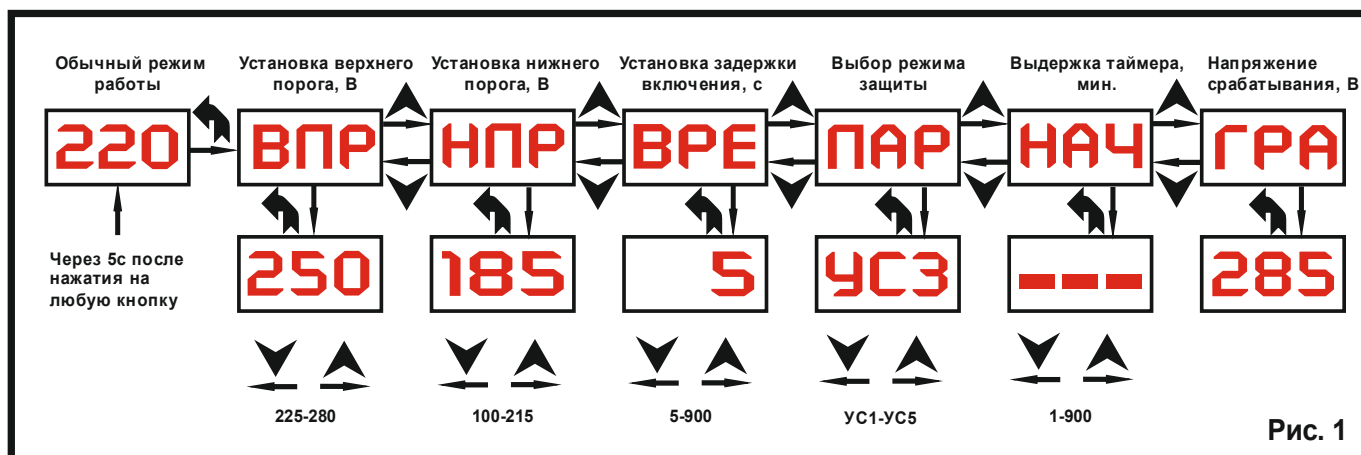 Обычный режим
работы
Установка верхнего
порога, В
Установка нижнего
порога, В
Установка задержки
включения, с
Выбор режима
защиты
Выдержка таймера,
мин.
Напряжение
срабатывания, В
220
ВПР
НПР
ВРЕ
ПАР
НАЧ
ГРА
Через 5с после
нажатия на
любую кнопку
250
185
5
УС3
---
285
225-280
100-215
5-900
УС1-УС5
1-900
Рис. 1